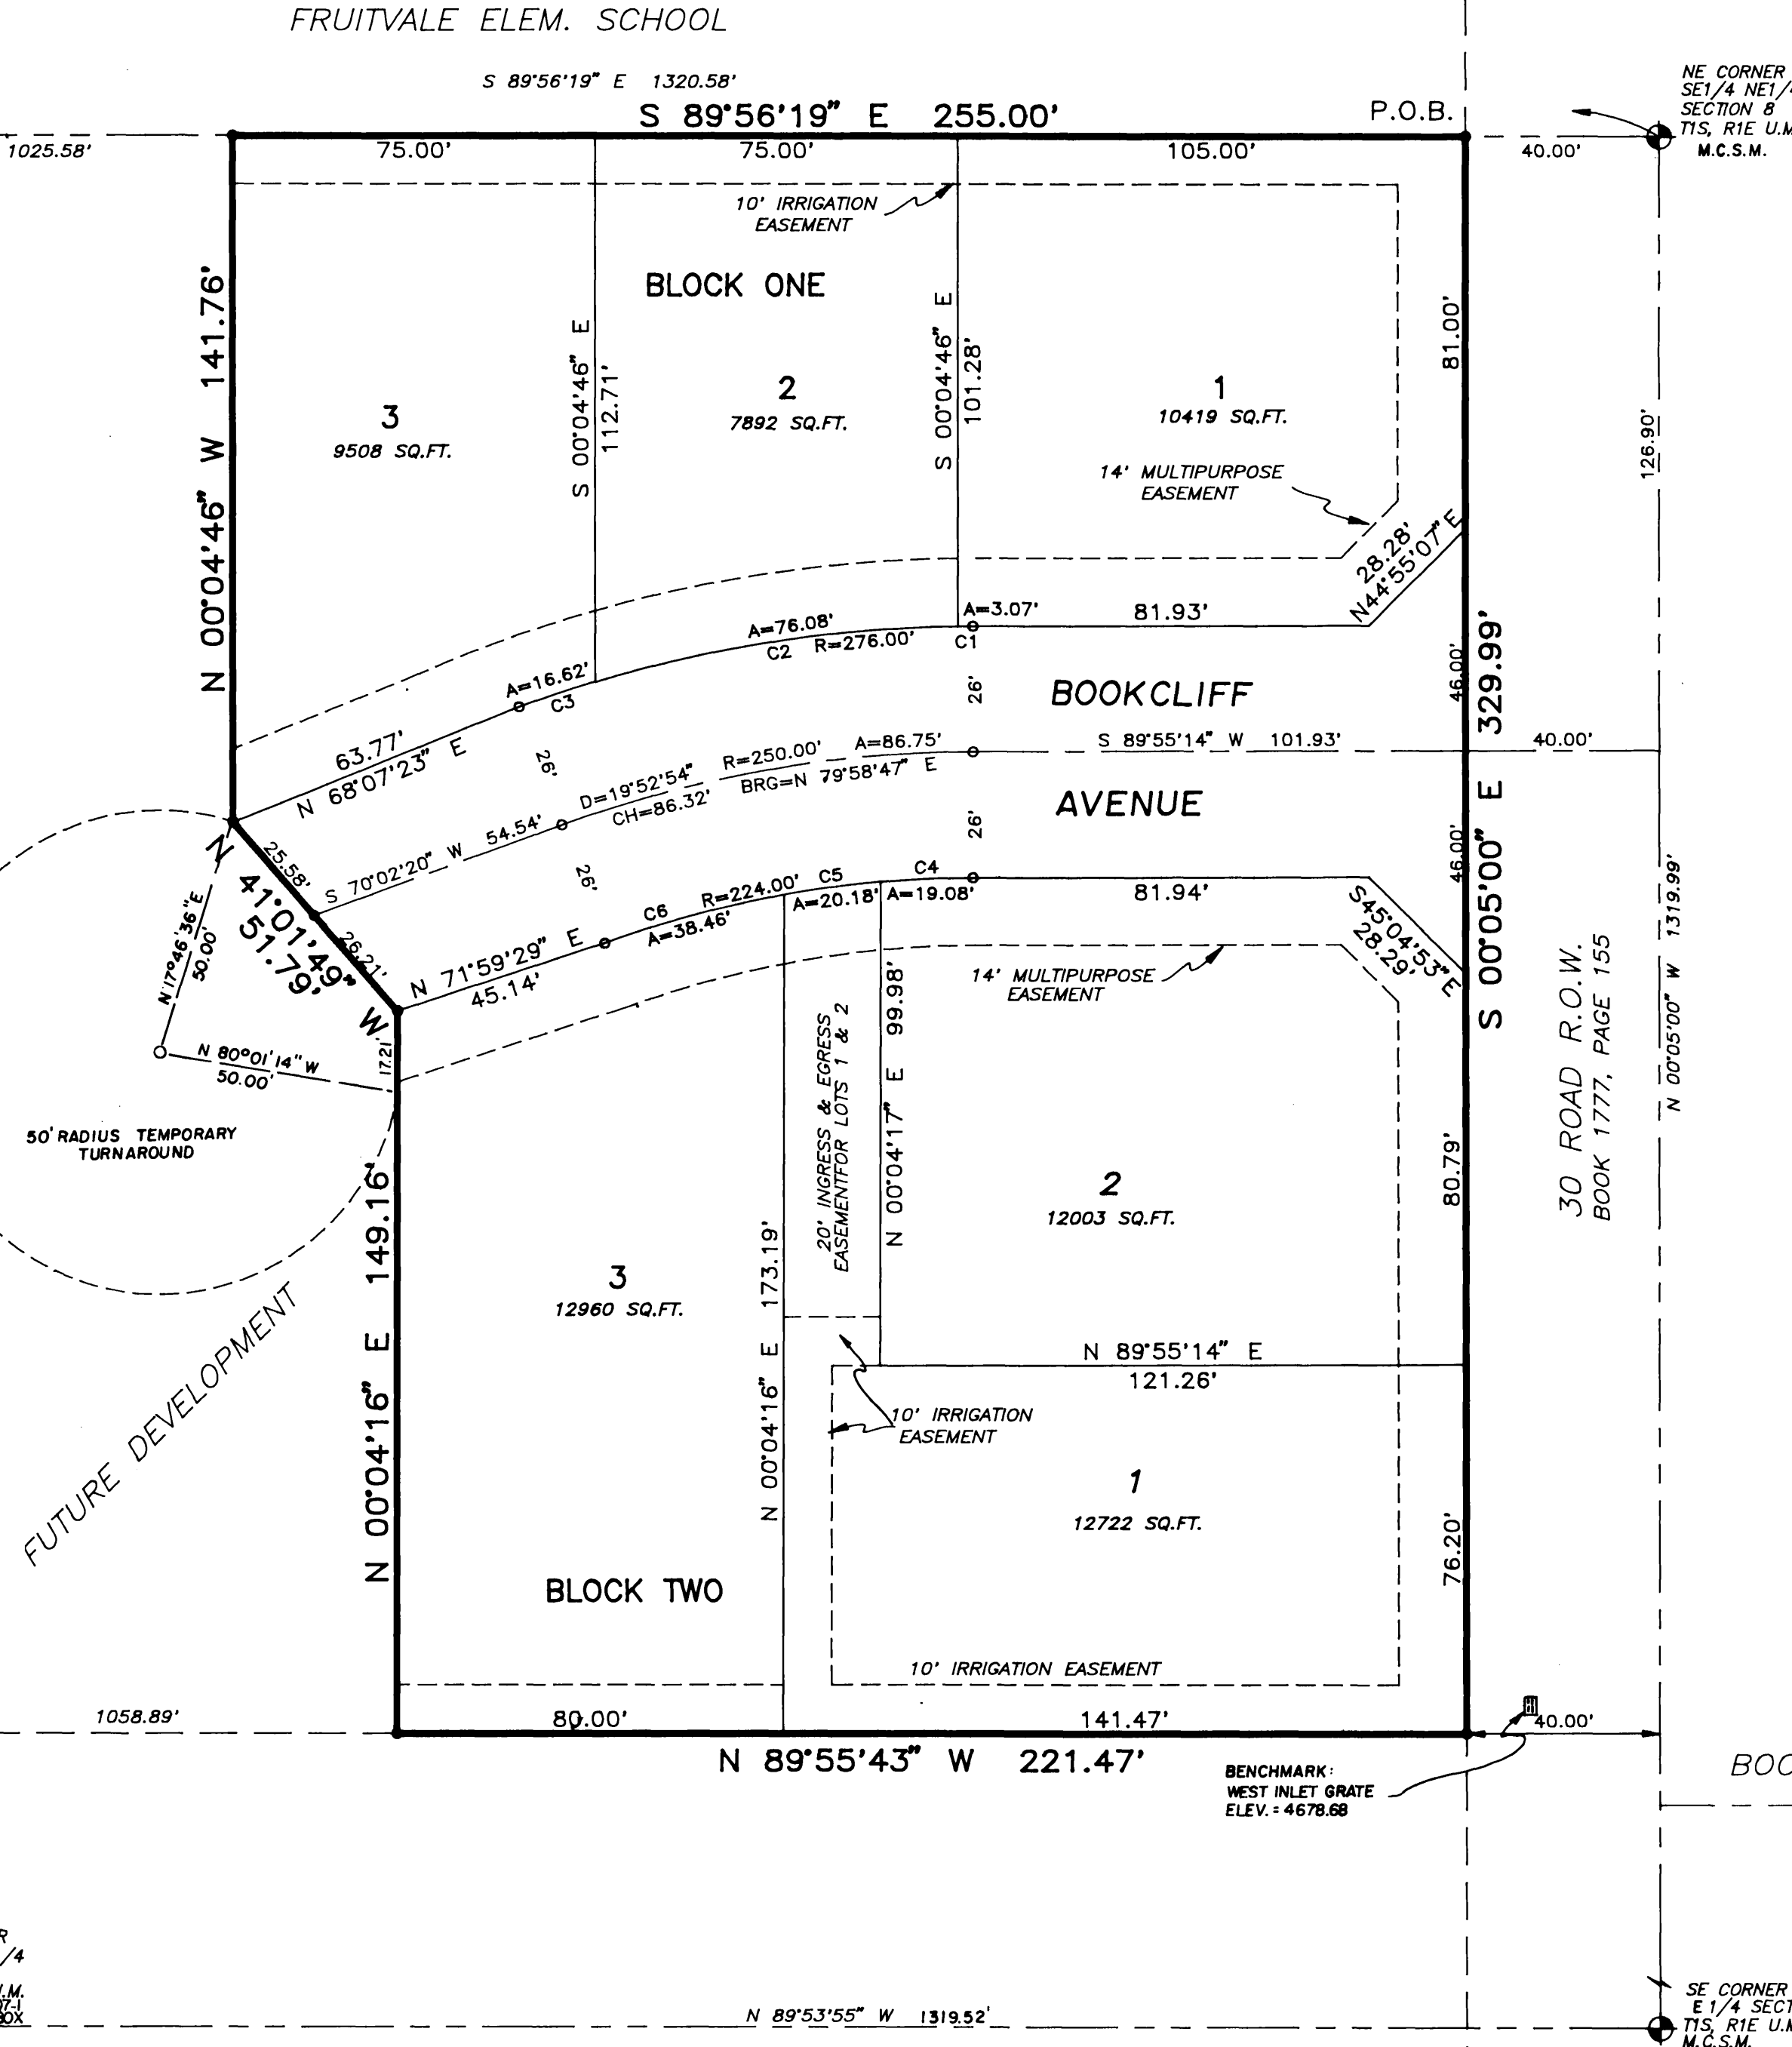 FRUITVALE ELEM. SCHOOL
S 89°56'19" E 1320.58'
S 89°56'19" E 255.00'
P.O.B.
NE CORNER
SE1/4 NE1/4
SECTION 8
T1S, R1E U.M
M.C.S.M.
1025.58'
75.00'
75.00'
105.00'
40.00'
10' IRRIGATION
EASEMENT
BLOCK ONE
N 00°04'46" W 141.76'
S 00°04'46" E
112.71'
S 00°04'46" E
101.28'
81.00'
126.90'
3
9508 SQ.FT.
2
7892 SQ.FT.
1
10419 SQ.FT.
14' MULTIPURPOSE
EASEMENT
28.28'
N44°55'07" E
A=3.07'
81.93'
A=76.08'
C2 R=276.00'
C1
A=16.62'
C3
63.77'
N 68°07'23" E
26'
26'
BOOKCLIFF
46.00'
S 00°05'00" E 329.99'
S 89°55'14" W 101.93'
40.00'
R=250.00' A=86.75'
D=19°52'54"
CH=86.32'
BRG=N 79°58'47" E
S 70°02'20" W 54.54'
26'
26'
AVENUE
46.00'
25.58'
26.21'
N 41°01'49" W
51.79'
N 17°46'36"E
50.00'
N 80°01'14" W
50.00'
17.21'
50' RADIUS TEMPORARY
TURNAROUND
R=224.00' C5 C4
C6
A=38.46'
A=20.18'
A=19.08'
81.94'
N 71°59'29" E
45.14'
S45°04'53"E
28.29'
14' MULTIPURPOSE
EASEMENT
20' INGRESS & EGRESS
EASEMENTFOR LOTS 1 & 2
N 00°04'17" E 99.98'
30 ROAD R.O.W.
BOOK 1777, PAGE 155
N 00°05'00" W 1319.99'
N 00°04'16" E 149.16'
2
12003 SQ.FT.
80.79'
3
12960 SQ.FT.
N 00°04'16" E 173.19'
FUTURE DEVELOPMENT
N 89°55'14" E
121.26'
10' IRRIGATION
EASEMENT
1
12722 SQ.FT.
76.20'
BLOCK TWO
10' IRRIGATION EASEMENT
1058.89'
80.00'
141.47'
40.00'
N 89°55'43" W 221.47'
BENCHMARK:
WEST INLET GRATE
ELEV.= 4678.68
BOO
R
/4
.M.
97-1
BOX
N 89°53'55" W 1319.52'
SE CORNER
E 1/4 SECT
T1S, R1E U.M
M.C.S.M.